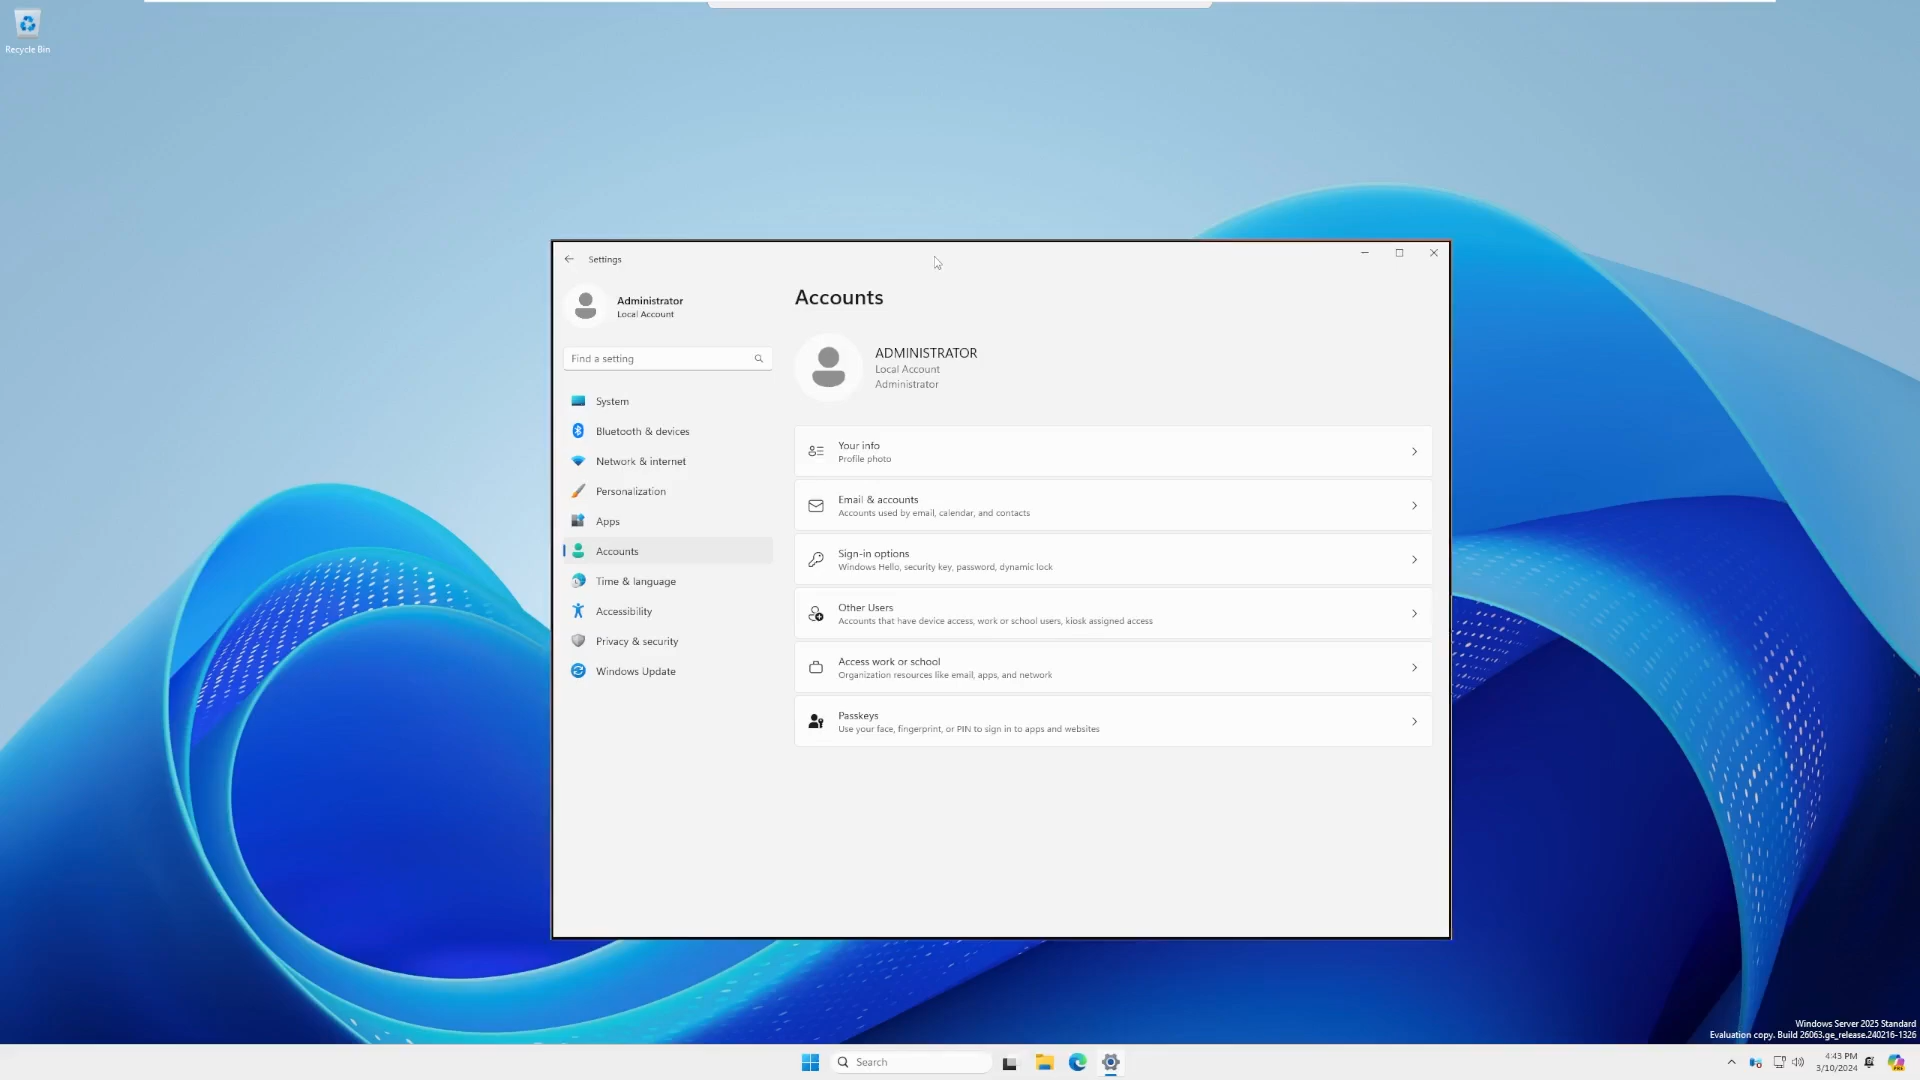 Recycle Bin
Settings
Administrator
Local Account
Find a setting
System
Bluetooth & devices
Network & internet
Personalization
Apps
Accounts
Time & language
Accessibility
Privacy & security
Windows Update
Accounts
ADMINISTRATOR
Local Account
Administrator
Your info
Profile photo
Email & accounts
Accounts used by email, calendar, and contacts
Sign-in options
Windows Hello, security key, password, dynamic lock
Other Users
Accounts that have device access, work or school users, kiosk assigned access
Access work or school
Organization resources like email, apps, and network
Passkeys
Use your face, fingerprint, or PIN to sign in to apps and websites
Windows Server 2025 Standard
Evaluation copy. Build 26063.ge_release.240216-1326
Search
4:43 PM
3/10/2024